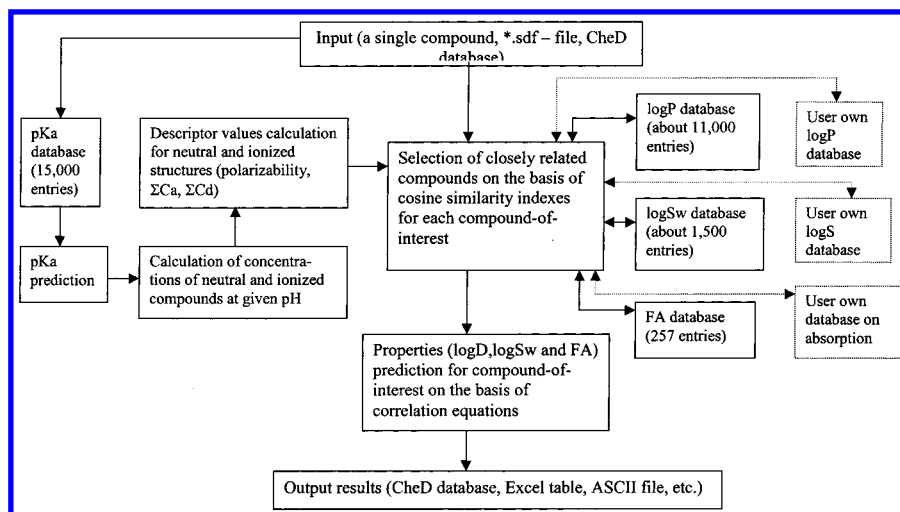 Input (a single compound, *.sdf – file, CheD
database)
pKa
database
(15,000
entries)
Descriptor values calculation
for neutral and ionized
structures (polarizability,
ΣCa, ΣCd)
Selection of closely related
compounds on the basis of
cosine similarity indexes
for each compound-of-
interest
logP database
(about 11,000
entries)
User own
logP
database
logSw database
(about 1,500
entries)
User own
logS
database
pKa
prediction
Calculation of concentra-
tions of neutral and ionized
compounds at given pH
FA database
(257 entries)
User own
database on
absorption
Properties (logD,logSw and FA)
prediction for compound-of-
interest on the basis of
correlation equations
Output results (CheD database, Excel table, ASCII file, etc.)